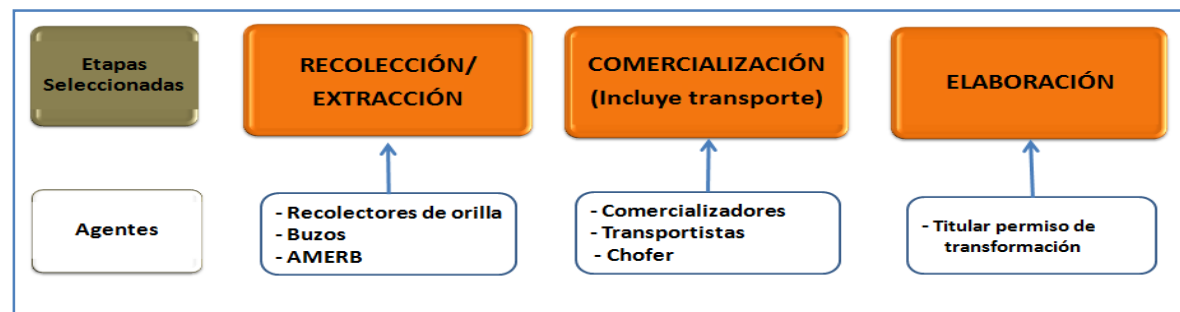 Etapas
Seleccionadas
RECOLECCIÓN/
EXTRACCIÓN
COMERCIALIZACIÓN
(Incluye transporte)
ELABORACIÓN
Agentes
- Recolectores de orilla
- Buzos
- AMERB
- Comercializadores
- Transportistas
- Chofer
- Titular permiso de
transformación